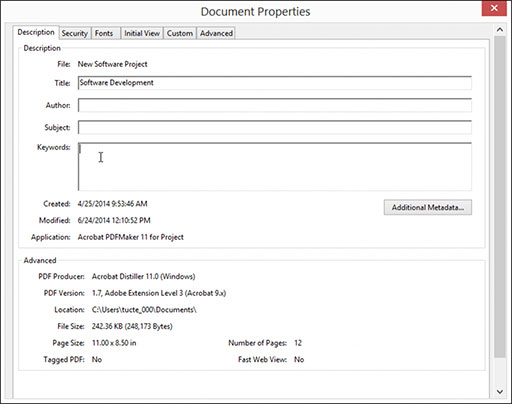 Document Properties
Description Security Fonts Initial View Custom Advanced
Description
File: New Software Project
Title: Software Development
Author:
Subject:
Keywords:
Created: 4/25/2014 9:53:46 AM
Additional Metadata...
Modified: 6/24/2014 12:10:52 PM
Application: Acrobat PDFMaker 11 for Project
Advanced
PDF Producer: Acrobat Distiller 11.0 (Windows)
PDF Version: 1.7, Adobe Extension Level 3 (Acrobat 9.x)
Location: C:\Users\tucte_000\Documents\
File Size: 242.36 KB (248,173 Bytes)
Page Size: 11.00 x 8.50 in Number of Pages: 12
Tagged PDF: No Fast Web View: No